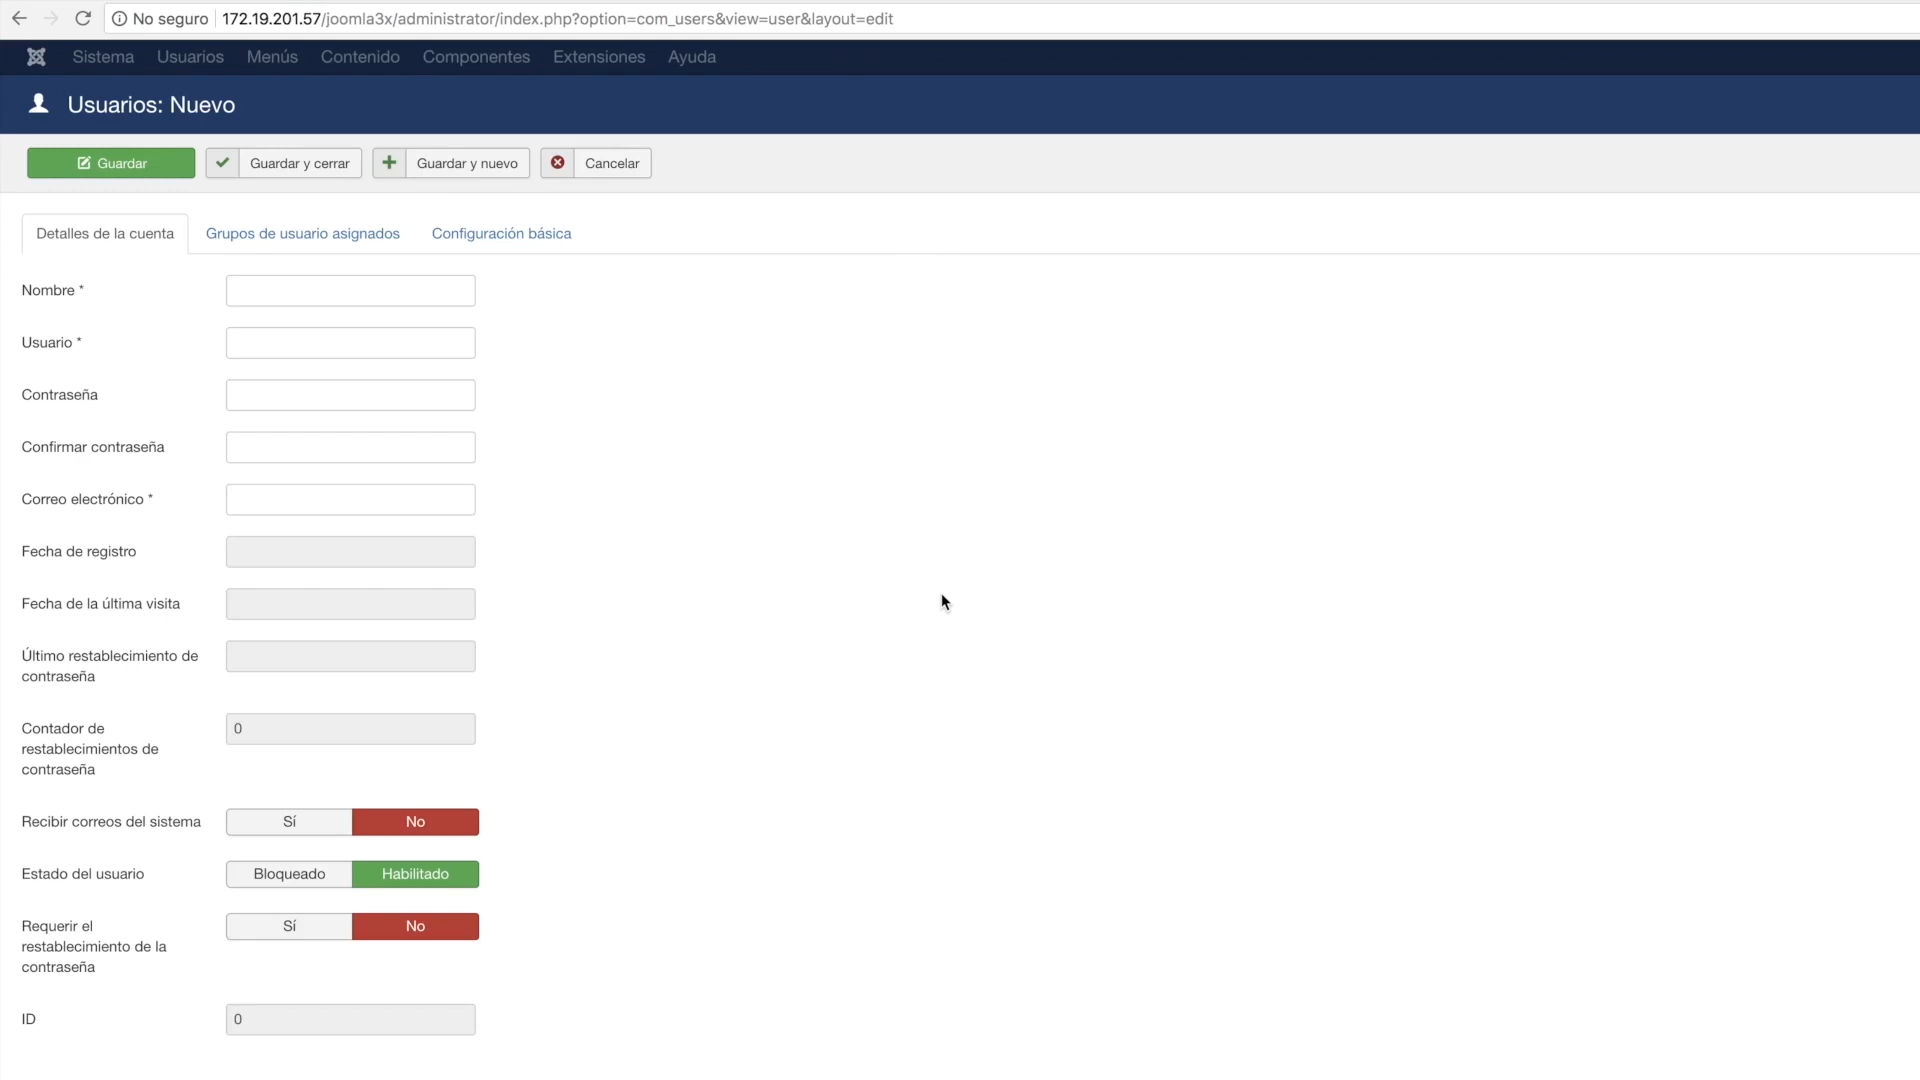 No seguro 172.19.201.57/joomla3x/administrator/index.php?option=com_users&view=user&layout=edit
Sistema Usuarios Menús Contenido Componentes Extensiones Ayuda
Usuarios: Nuevo
Guardar Guardar y cerrar Guardar y nuevo Cancelar
Detalles de la cuenta Grupos de usuario asignados Configuración básica
Nombre *
Usuario *
Contraseña
Confirmar contraseña
Correo electrónico *
Fecha de registro
Fecha de la última visita
Último restablecimiento de
contraseña
Contador de 0
restablecimientos de
contraseña
Recibir correos del sistema Sí No
Estado del usuario Bloqueado Habilitado
Requerir el Sí No
restablecimiento de la
contraseña
ID 0